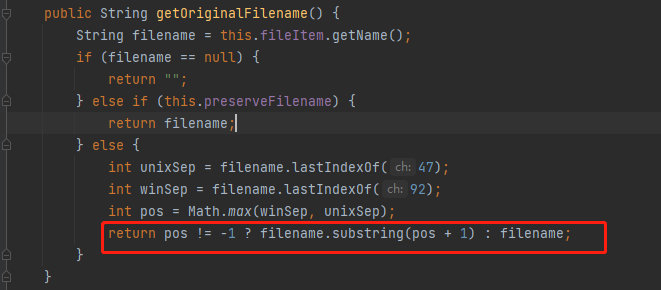 public String getOriginalFilename() {
String filename = this.fileItem.getName();
if (filename == null) {
return "";
} else if (this.preserveFilename) {
return filename;
} else {
int unixSep = filename.lastIndexOf( ch: 47);
int winSep = filename.lastIndexOf( ch: 92);
int pos = Math.max(winSep, unixSep);
return pos != -1 ? filename.substring(pos + 1) : filename;
}
}